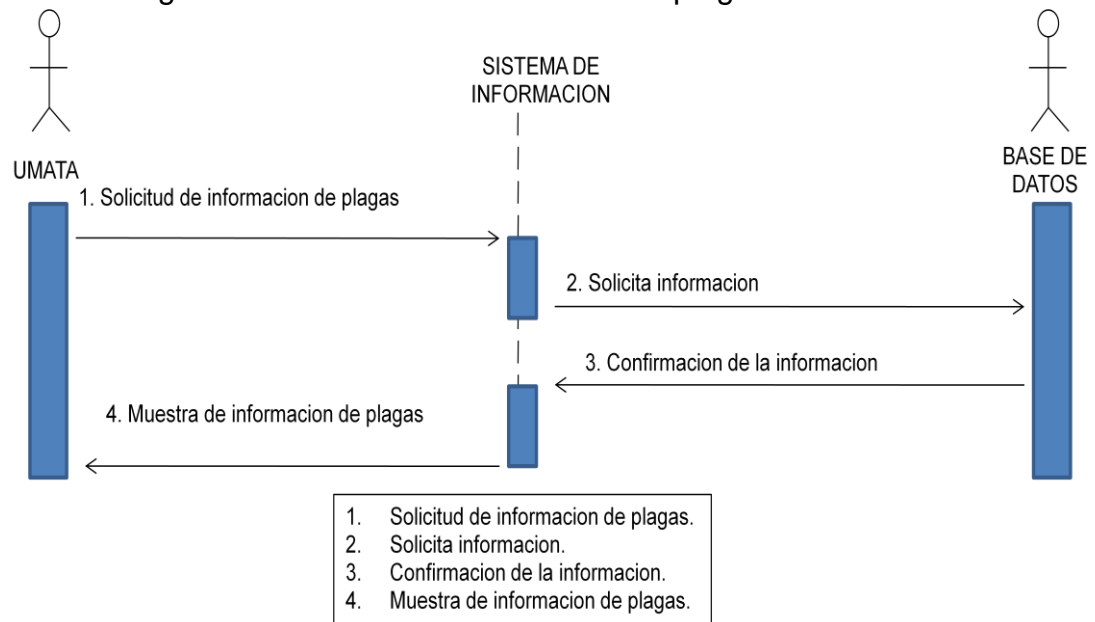 SISTEMA DE
INFORMACION
UMATA
BASE DE
DATOS
1. Solicitud de informacion de plagas
2. Solicita informacion
3. Confirmacion de la informacion
4. Muestra de informacion de plagas
1. Solicitud de informacion de plagas.
2. Solicita informacion.
3. Confirmacion de la informacion.
4. Muestra de informacion de plagas.